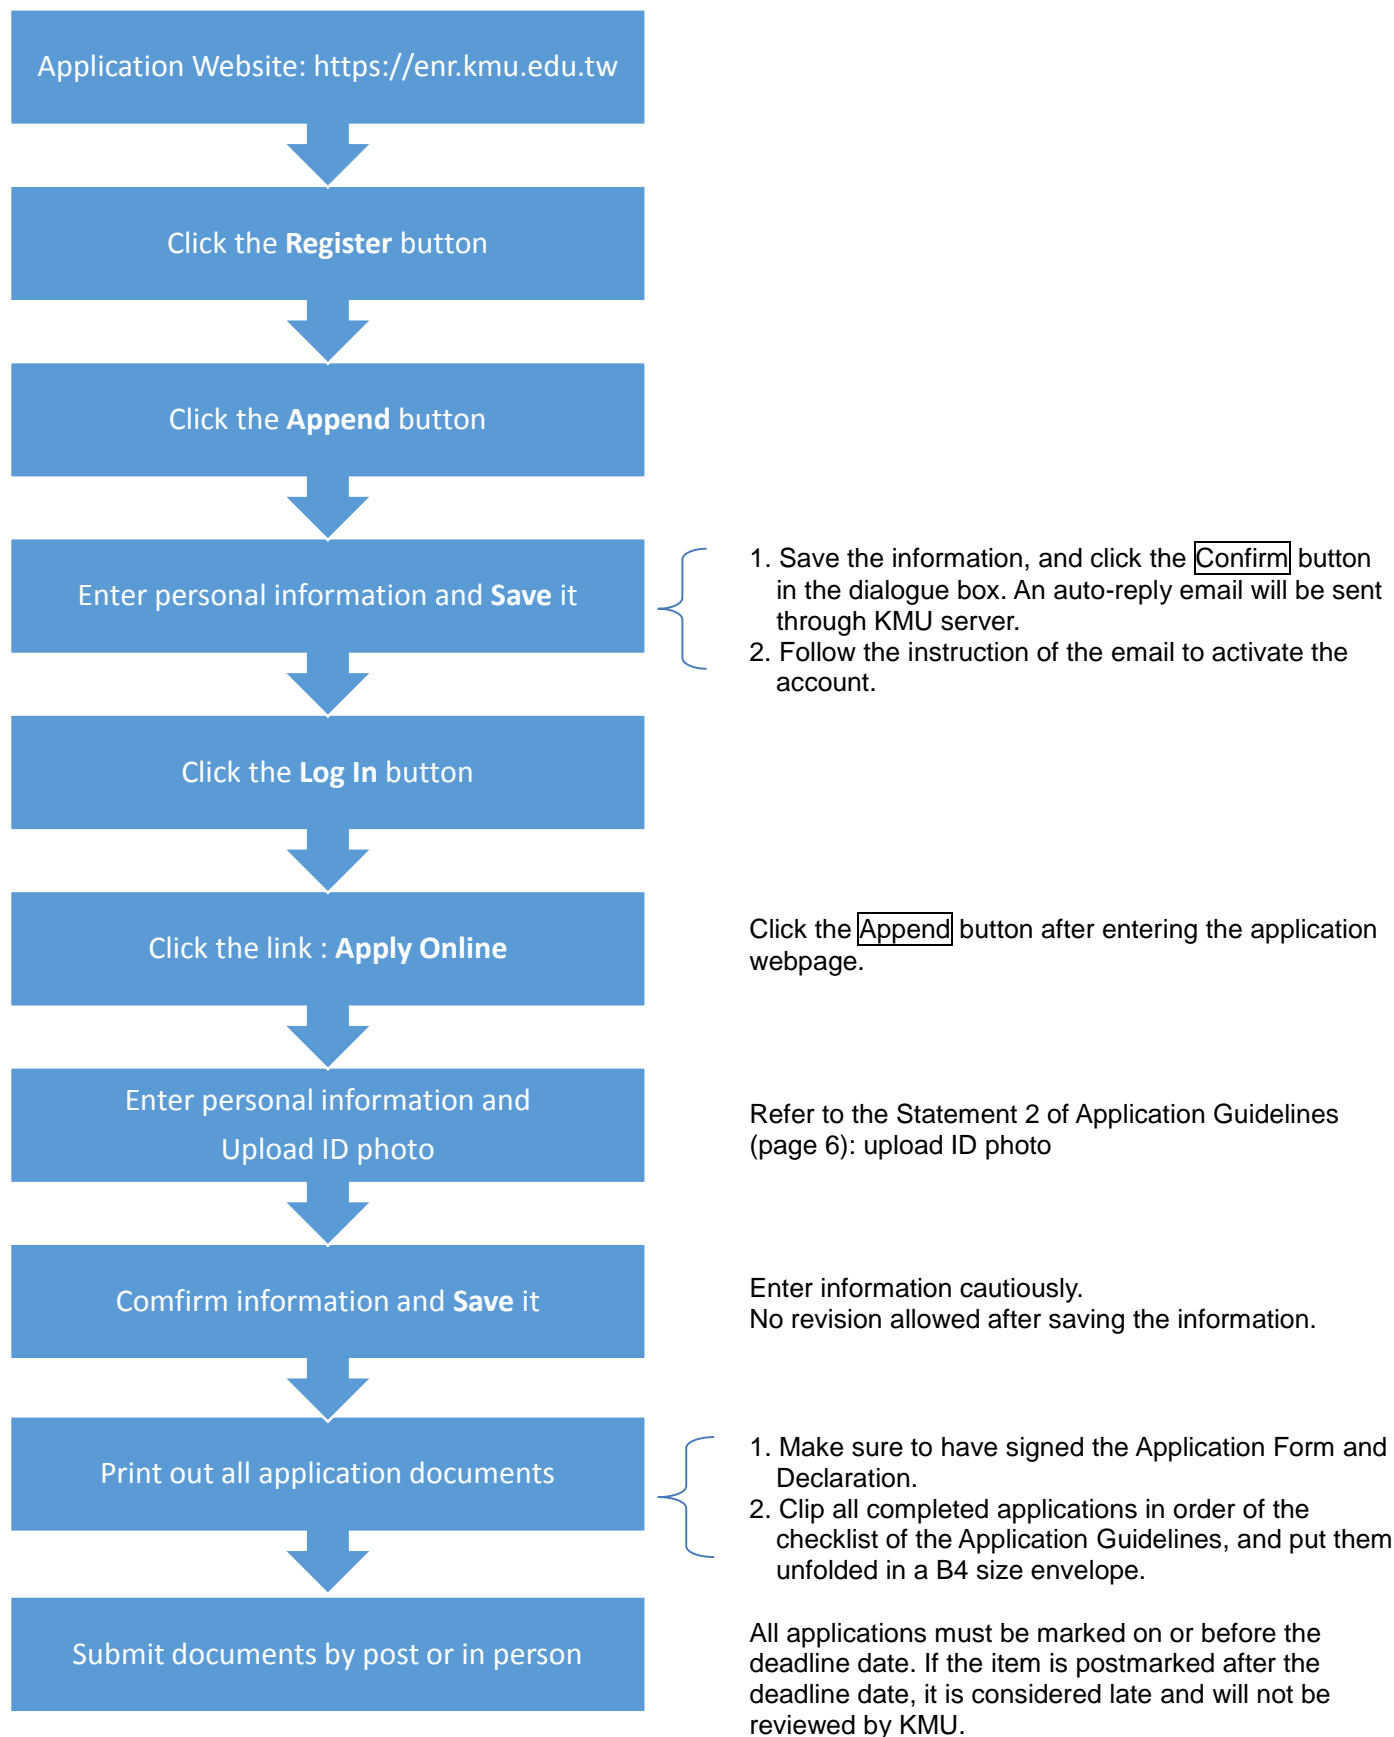 Application Website: https://enr.kmu.edu.tw
Click the Register button
Click the Append button
Enter personal information and Save it
1. Save the information, and click the Confirm button
in the dialogue box. An auto-reply email will be sent
through KMU server.
2. Follow the instruction of the email to activate the
account.
Click the Log In button
Click the link : Apply Online
Click the Append button after entering the application
webpage.
Enter personal information and
Upload ID photo
Refer to the Statement 2 of Application Guidelines
(page 6): upload ID photo
Comfirm information and Save it
Enter information cautiously.
No revision allowed after saving the information.
Print out all application documents
1. Make sure to have signed the Application Form and
Declaration.
2. Clip all completed applications in order of the
checklist of the Application Guidelines, and put them
unfolded in a B4 size envelope.
Submit documents by post or in person
All applications must be marked on or before the
deadline date. If the item is postmarked after the
deadline date, it is considered late and will not be
reviewed by KMU.